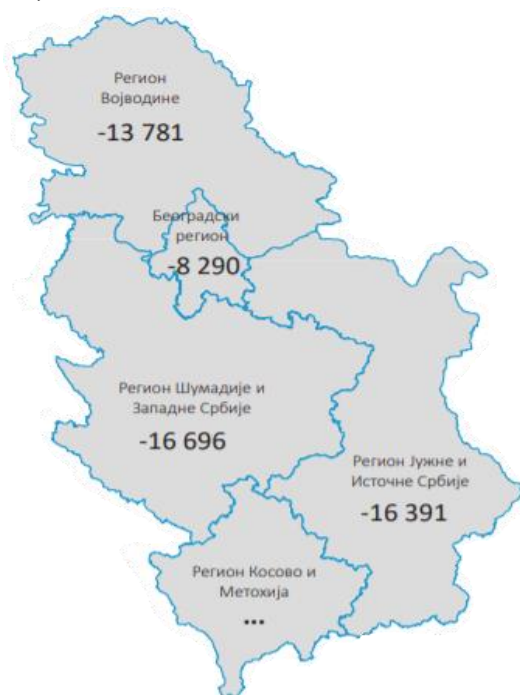 Регион
Војводине
-13 781
Београдски
регион
-8 290
Регион Шумадије и
Западне Србије
-16 696
Регион Јужне и
Источне Србије
-16 391
Регион Косово и
Метохија
...